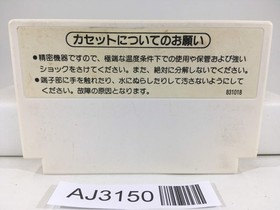 カセットについてのお願い
●精密機器ですので、極端な温度条件下での使用や保管および強い
ショックをさけてください。また、絶対に分解しないでください。
●端子部に手を触れたり、水にぬらしたりして汚さないようにして
ください。故障の原因となります。
831018
AJ3150